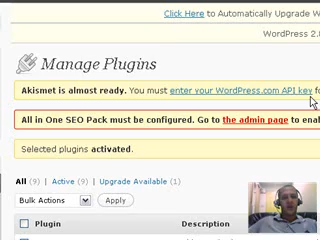 Click Here to Automatically Upgrade W
WordPress 2.8
Manage Plugins
Akismet is almost ready. You must enter your WordPress.com API key fo
All in One SEO Pack must be configured. Go to the admin page to enab
Selected plugins activated.
All (9) | Active (9) | Upgrade Available (1)
Bulk Actions Apply
Plugin Description